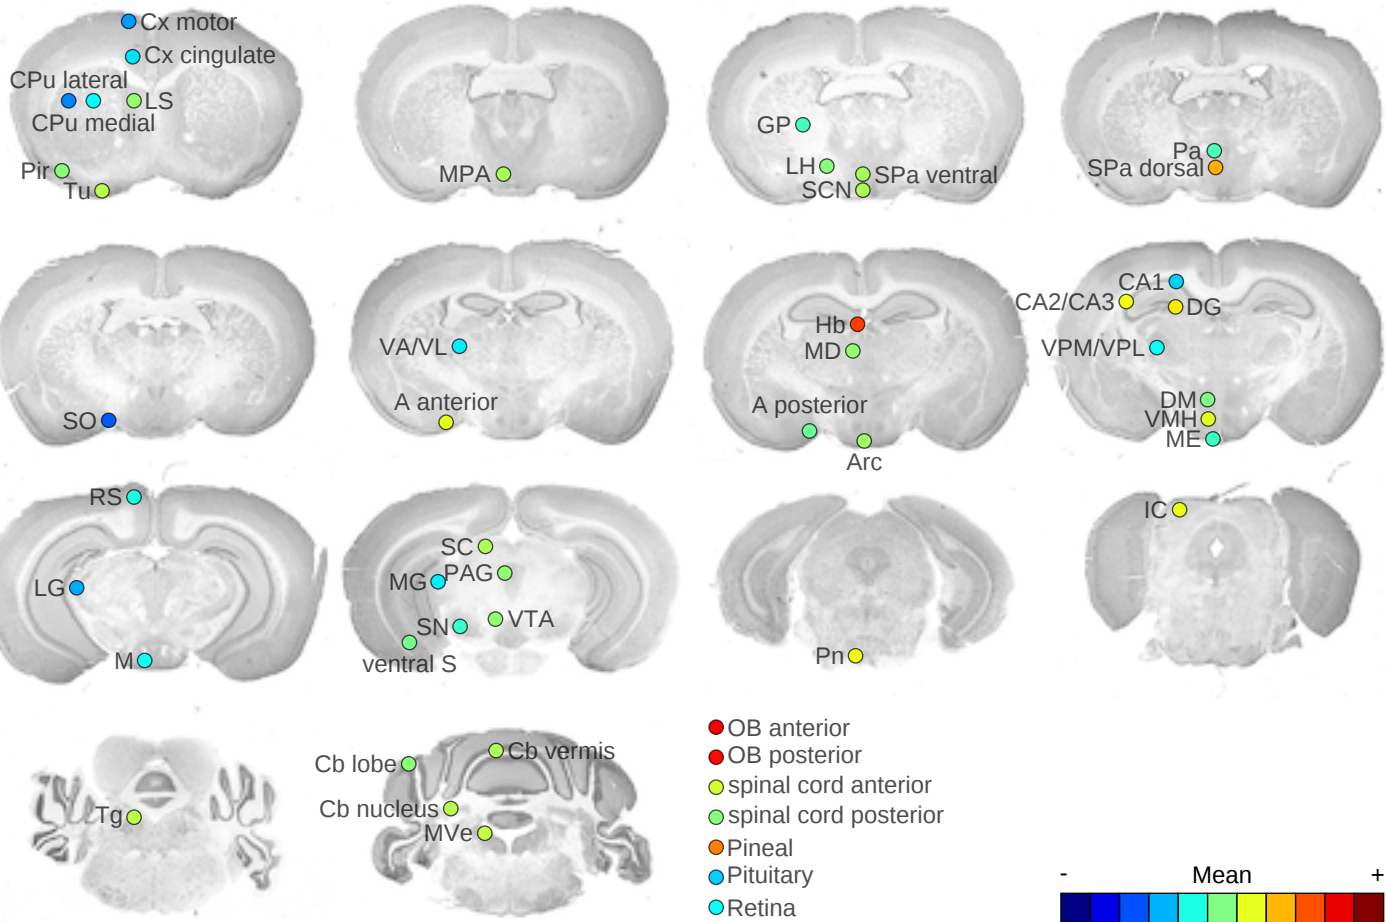 Cx motor
Cx cingulate
CPu lateral
LS
CPu medial
Pir
Tu
MPA
GP
LH
SPa ventral
SCN
Pa
SPa dorsal
SO
VA/VL
A anterior
Hb
MD
A posterior
Arc
CA1
CA2/CA3
DG
VPM/VPL
DM
VMH
ME
RS
LG
M
SC
MG
PAG
SN
VTA
ventral S
Pn
IC
Tg
Cb lobe
Cb vermis
Cb nucleus
MVe
OB anterior
OB posterior
spinal cord anterior
spinal cord posterior
Pineal
Pituitary
Retina
- Mean +